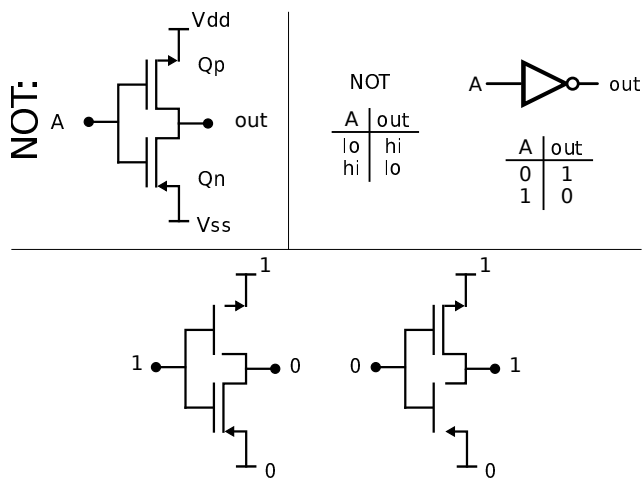 NOT:
Vdd
Qp
A
out
Qn
Vss
NOT
A out
lo hi
hi lo
A out
A out
0 1
1 0
1
1 0
0
1
0 1
0